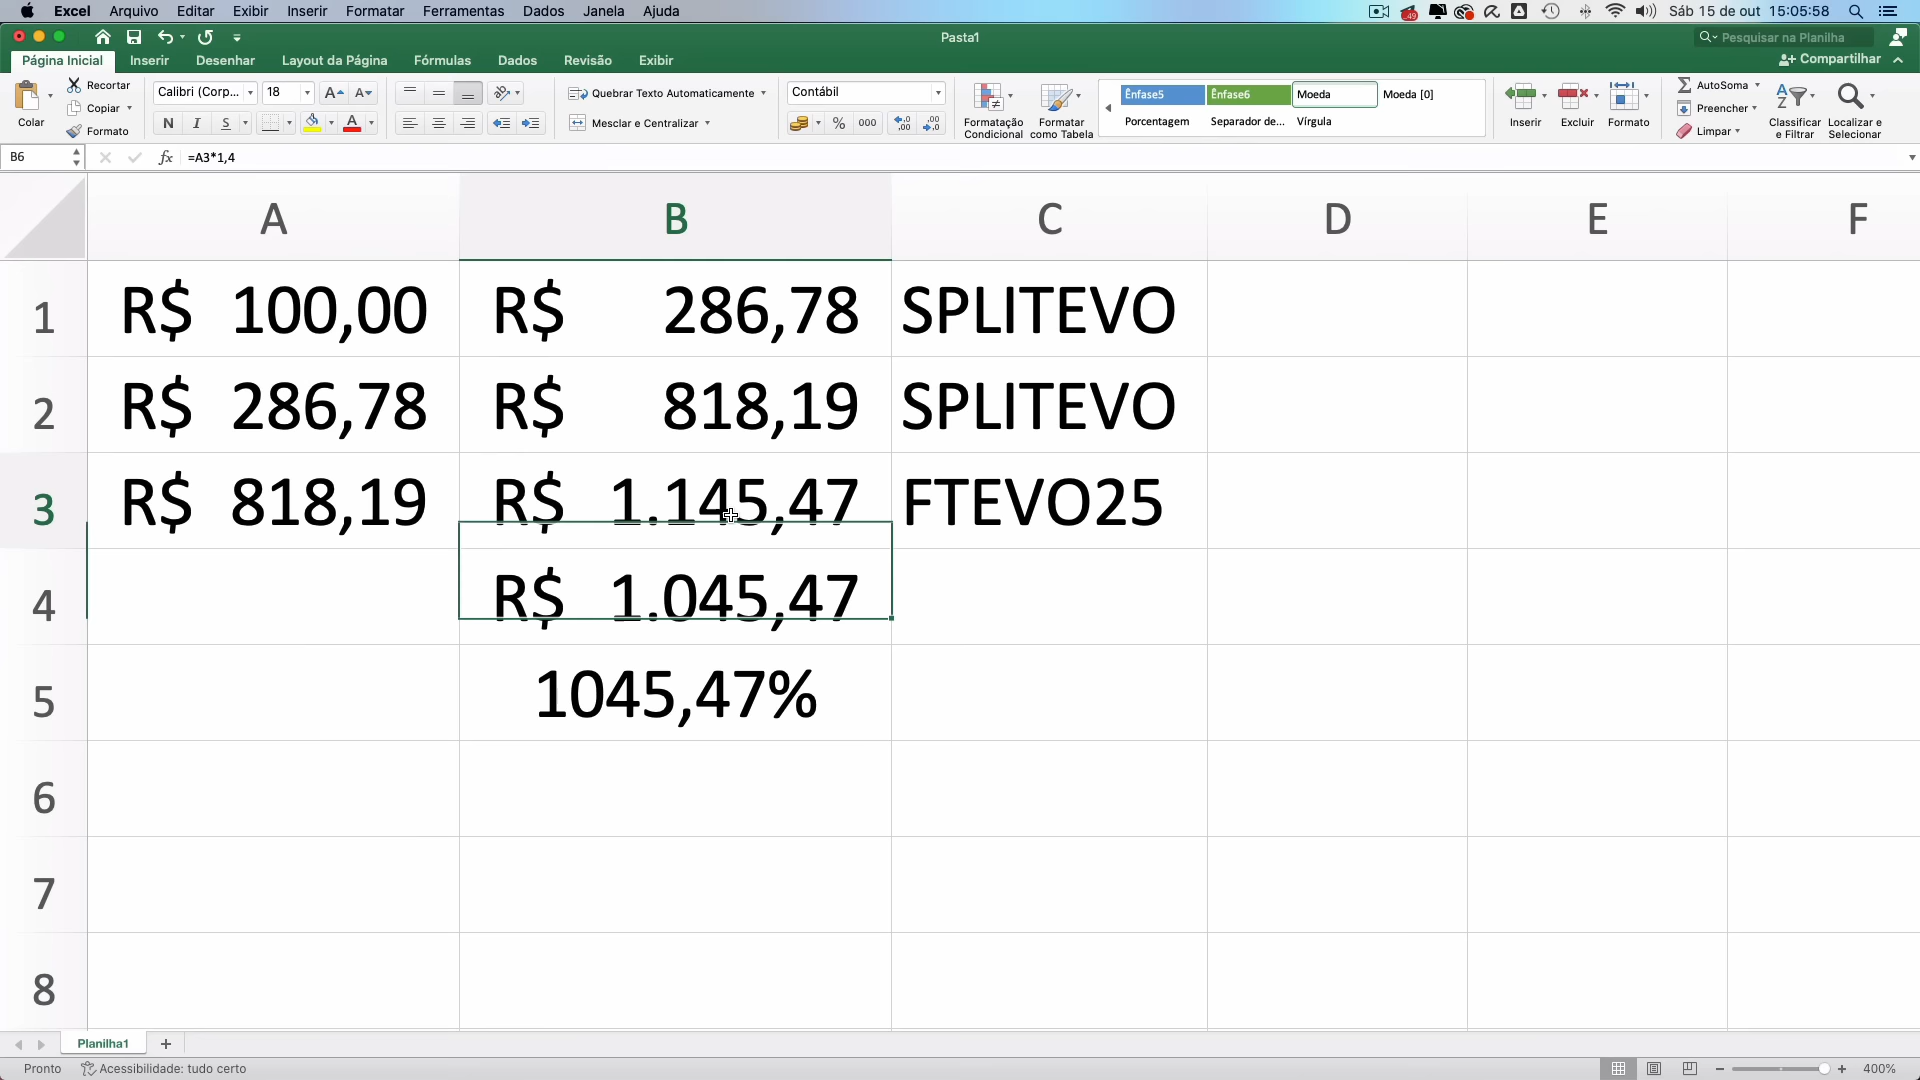 Excel Arquivo Editar Exibir Inserir Formatar Ferramentas Dados Janela Ajuda Sáb 15 de out 15:05:58
Pasta1
Pesquisar na Planilha
Página Inicial Inserir Desenhar Layout da Página Fórmulas Dados Revisão Exibir Compartilhar
Colar
Recortar
Copiar
Formato
Calibri (Corp... 18
N I S
Quebrar Texto Automaticamente
Mesclar e Centralizar
Contábil
% 000
Formatação Condicional
Formatar como Tabela
Ênfase5 Ênfase6 Moeda Moeda [0]
Porcentagem Separador de... Vírgula
Inserir Excluir Formato
AutoSoma
Preencher
Limpar
Classificar e Filtrar
Localizar e Selecionar
B6 fx =A3*1,4
A B C D E F
1 R$ 100,00 R$ 286,78 SPLITEVO
2 R$ 286,78 R$ 818,19 SPLITEVO
3 R$ 818,19 R$ 1.145,47 FTEVO25
4 R$ 1.045,47
5 1045,47%
6
7
8
Planilha1 +
Pronto Acessibilidade: tudo certo 400%